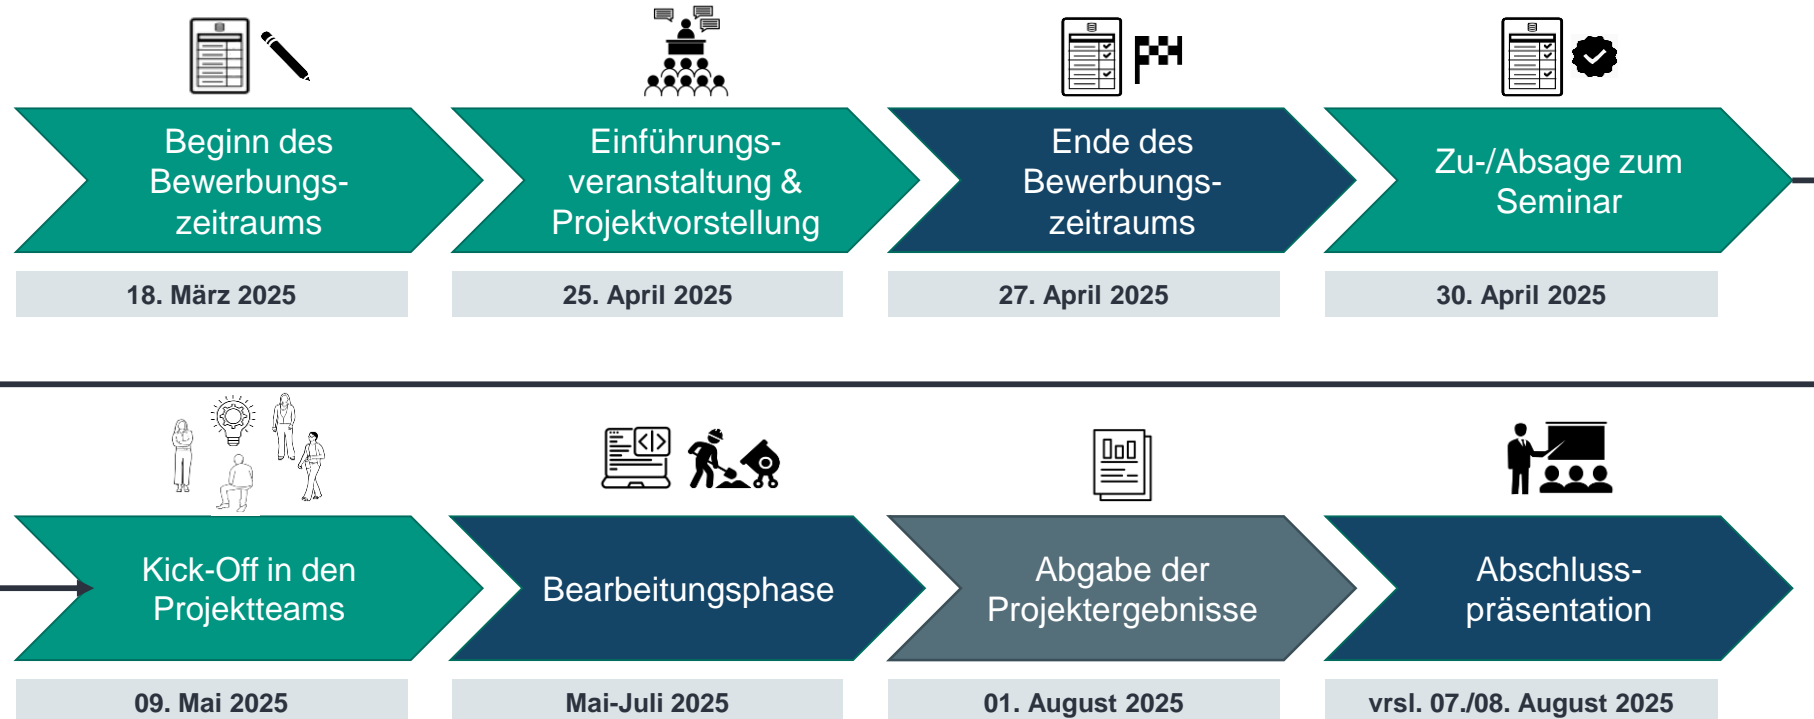 Beginn des
Bewerbungs-
zeitraums
18. März 2025
Einführungs-
veranstaltung &
Projektvorstellung
25. April 2025
Ende des
Bewerbungs-
zeitraums
27. April 2025
Zu-/Absage zum
Seminar
30. April 2025
Kick-Off in den
Projektteams
09. Mai 2025
Bearbeitungsphase
Mai-Juli 2025
Abgabe der
Projektergebnisse
01. August 2025
Abschluss-
präsentation
vrsl. 07./08. August 2025